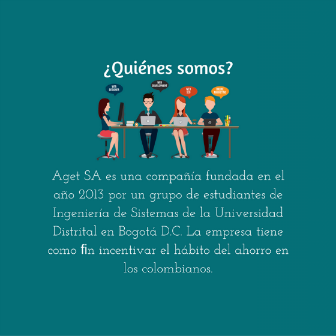 ¿Quiénes somos?
Aget SA es una compañía fundada en el
año 2013 por un grupo de estudiantes de
Ingeniería de Sistemas de la Universidad
Distrital en Bogotá D.C. La empresa tiene
como fin incentivar el hábito del ahorro en
los colombianos.